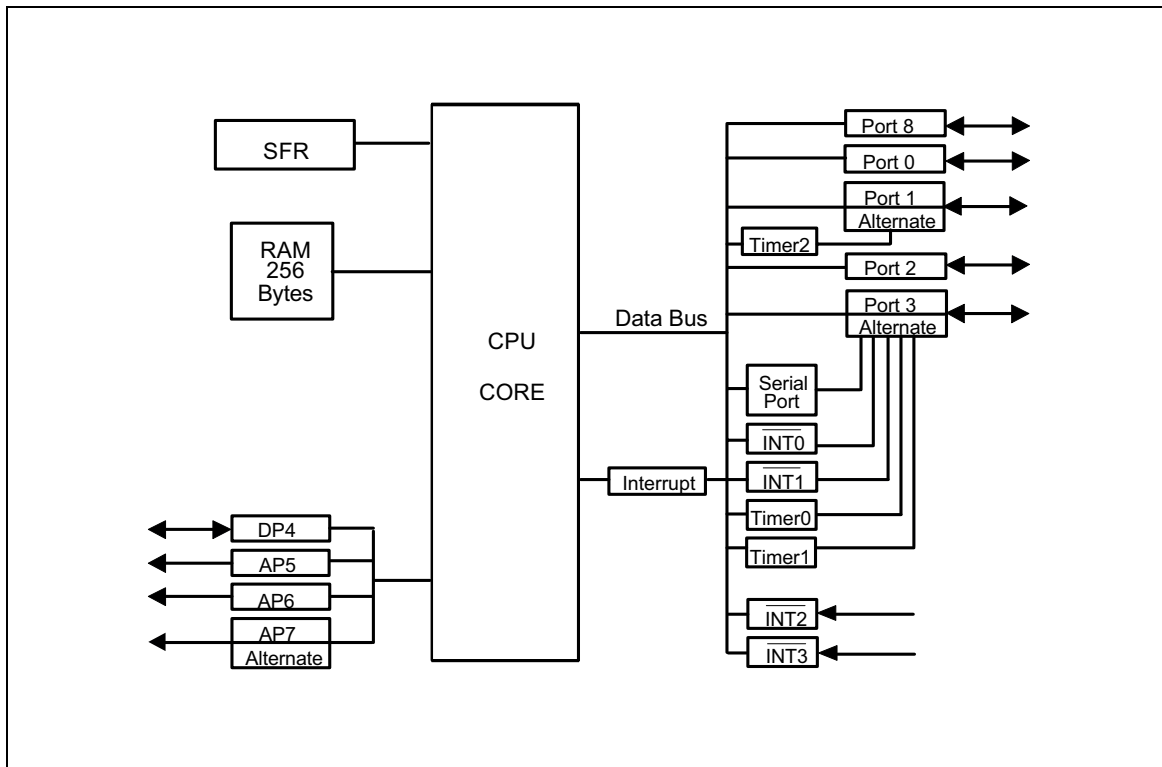 SFR
RAM
256
Bytes
CPU
CORE
DP4
AP5
AP6
AP7
Alternate
Data Bus
Interrupt
Port 8
Port 0
Port 1
Alternate
Timer2
Port 2
Port 3
Alternate
Serial
Port
INT0
INT1
Timer0
Timer1
INT2
INT3